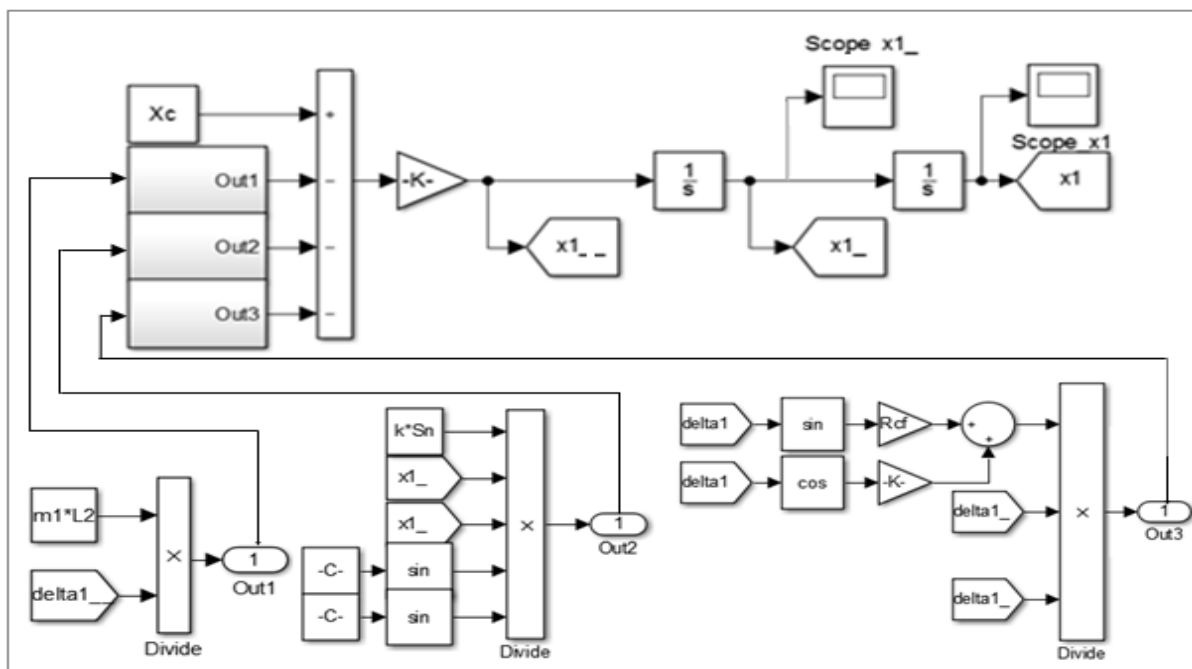 Scope x1_
Xc
+
Out1
-
Out2
-
Out3
-
-K-
x1_ _
1
s
x1_
1
s
Scope x1
x1
m1*L2
delta1__
×
Divide
1
Out1
k*Sn
x1_
x1_
-C-
sin
-C-
sin
×
Divide
1
Out2
delta1
sin
Rcf
+
+
delta1
cos
-K-
delta1_
delta1_
×
Divide
1
Out3